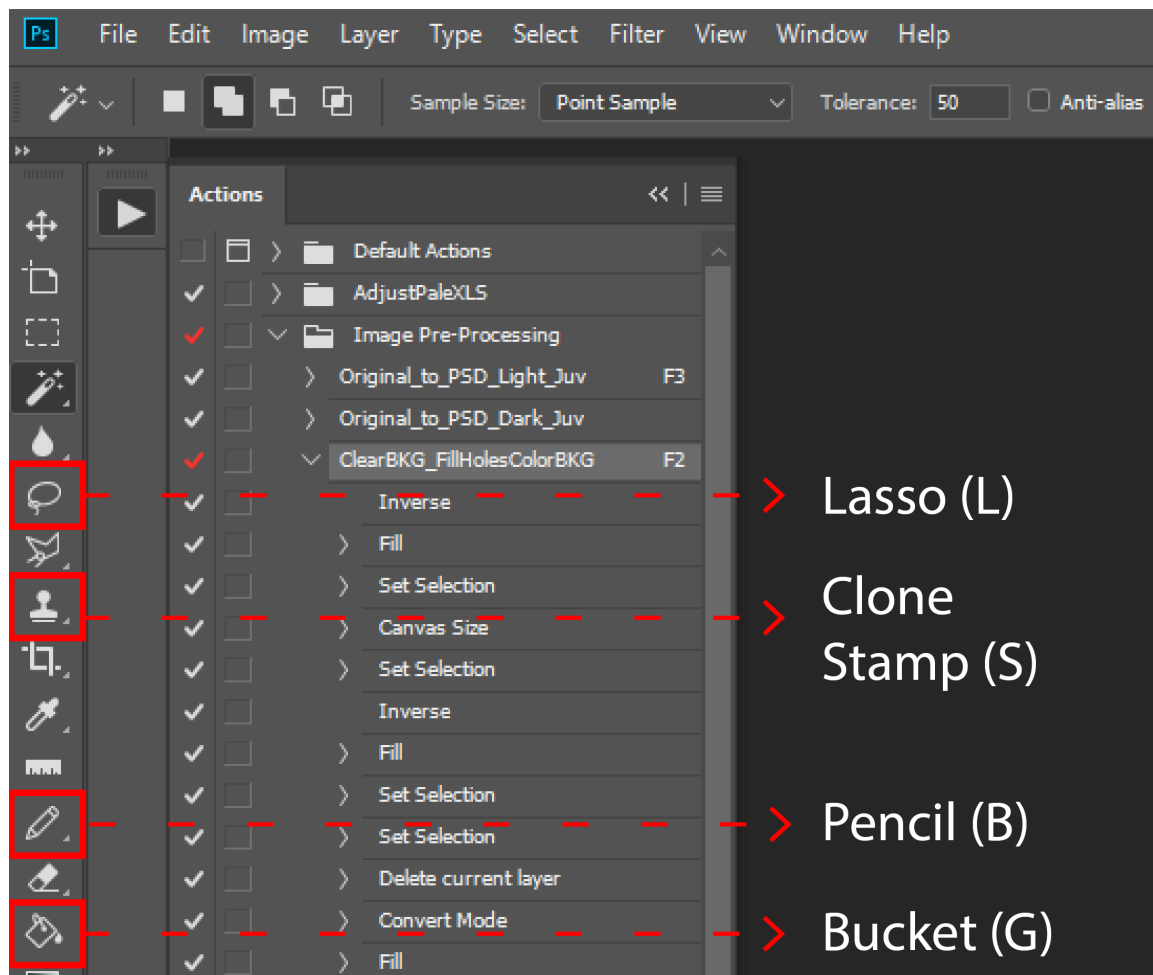 Ps File Edit Image Layer Type Select Filter View Window Help
Sample Size: Point Sample Tolerance: 50 Anti-alias
Actions
Default Actions
AdjustPaleXLS
Image Pre-Processing
Original_to_PSD_Light_Juv F3
Original_to_PSD_Dark_Juv
ClearBKG_FillHolesColorBKG F2
Inverse
Lasso (L)
Fill
Set Selection
Clone
Canvas Size
Stamp (S)
Set Selection
Inverse
Fill
Set Selection
Set Selection
Pencil (B)
Delete current layer
Convert Mode
Bucket (G)
Fill